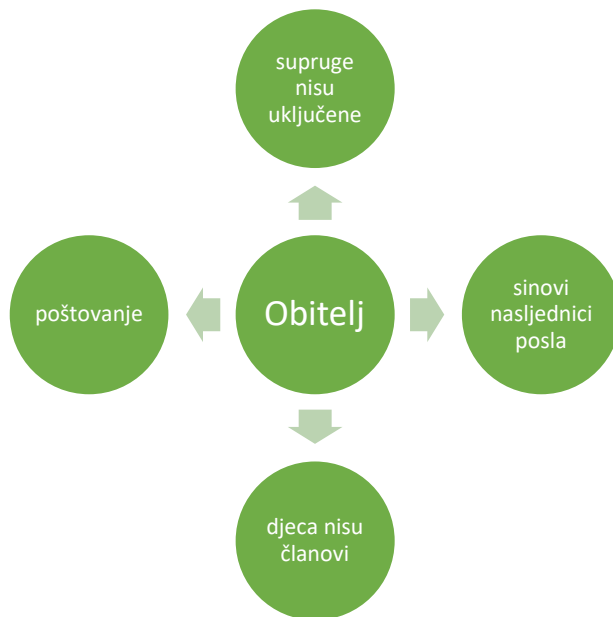 supruge
nisu
uključene
poštovanje
Obitelj
sinovi
nasljednici
posla
djeca nisu
članovi